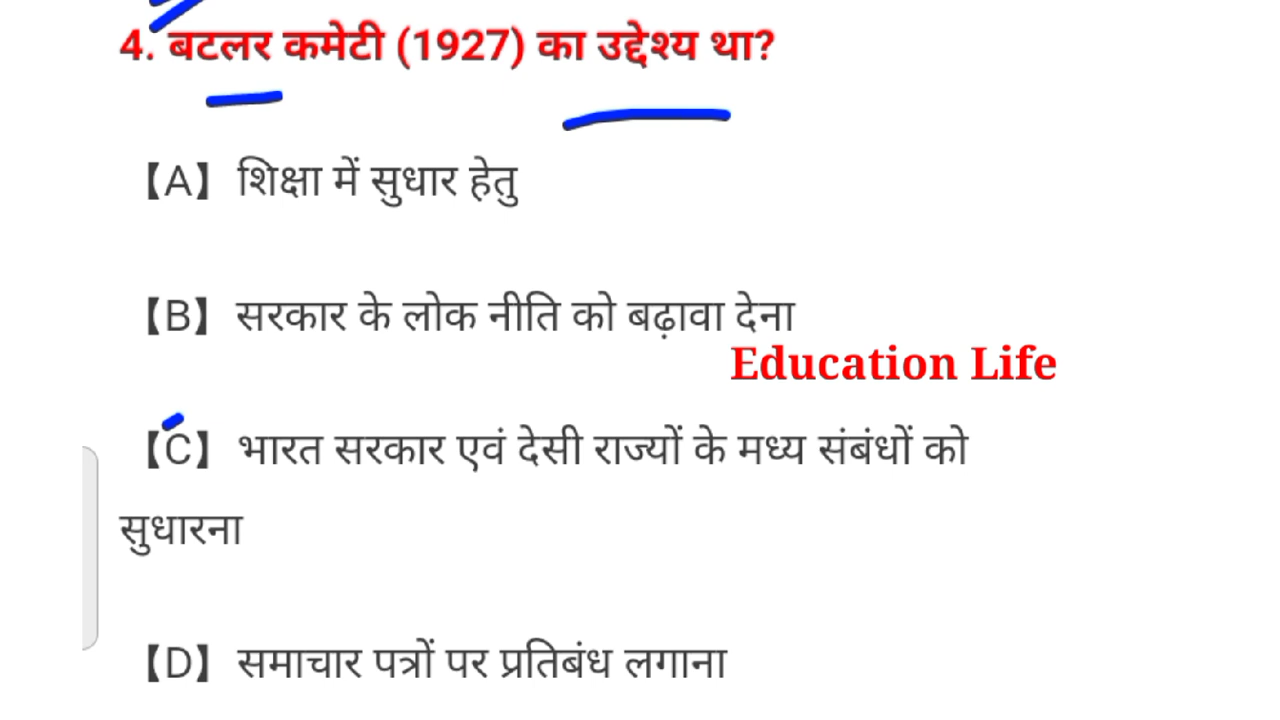 4. बटलर कमेटी (1927) का उद्देश्य था?
【A】 शिक्षा में सुधार हेतु
【B】 सरकार के लोक नीति को बढ़ावा देना
Education Life
【C】 भारत सरकार एवं देसी राज्यों के मध्य संबंधों को
सुधारना
【D】 समाचार पत्रों पर प्रतिबंध लगाना